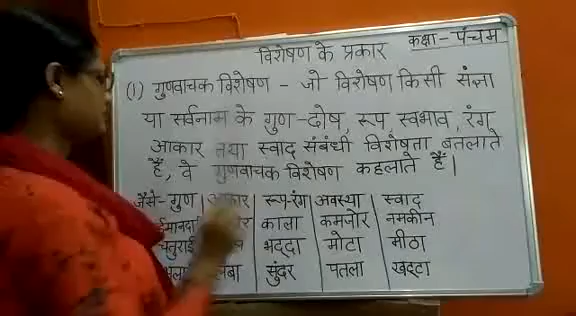 विशेषण के प्रकार कक्षा-पंचम
(1) गुणवाचक विशेषण - जो विशेषण किसी संज्ञा
या सर्वनाम के गुण-दोष, रूप, स्वभाव, रंग
आकार तथा स्वाद संबंधी विशेषता बतलाते
हैं, वे गुणवाचक विशेषण कहलाते हैं।
जैसे- गुण आकार रूप-रंग अवस्था स्वाद
काला कमजोर नमकीन
भद्दा मोटा मीठा
सुंदर पतला खट्टा